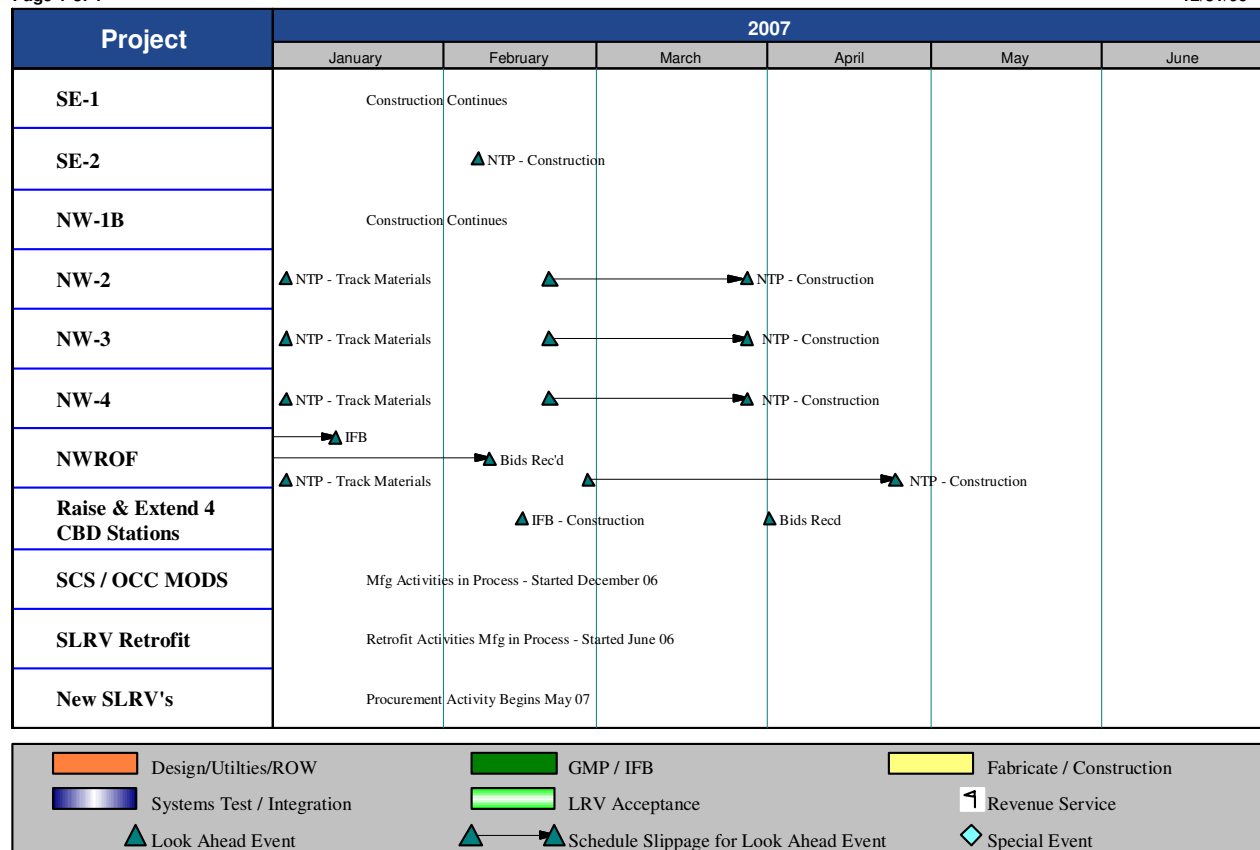 Project
2007
January February March April May June
SE-1
Construction Continues
SE-2
NTP - Construction
NW-1B
Construction Continues
NW-2
NTP - Track Materials NTP - Construction
NW-3
NTP - Track Materials NTP - Construction
NW-4
NTP - Track Materials NTP - Construction
NWROF
IFB
Bids Rec'd
NTP - Track Materials NTP - Construction
Raise & Extend 4
CBD Stations
IFB - Construction Bids Recd
SCS / OCC MODS
Mfg Activities in Process - Started December 06
SLRV Retrofit
Retrofit Activities Mfg in Process - Started June 06
New SLRV's
Procurement Activity Begins May 07
Design/Utilties/ROW GMP / IFB Fabricate / Construction
Systems Test / Integration LRV Acceptance Revenue Service
Look Ahead Event Schedule Slippage for Look Ahead Event Special Event